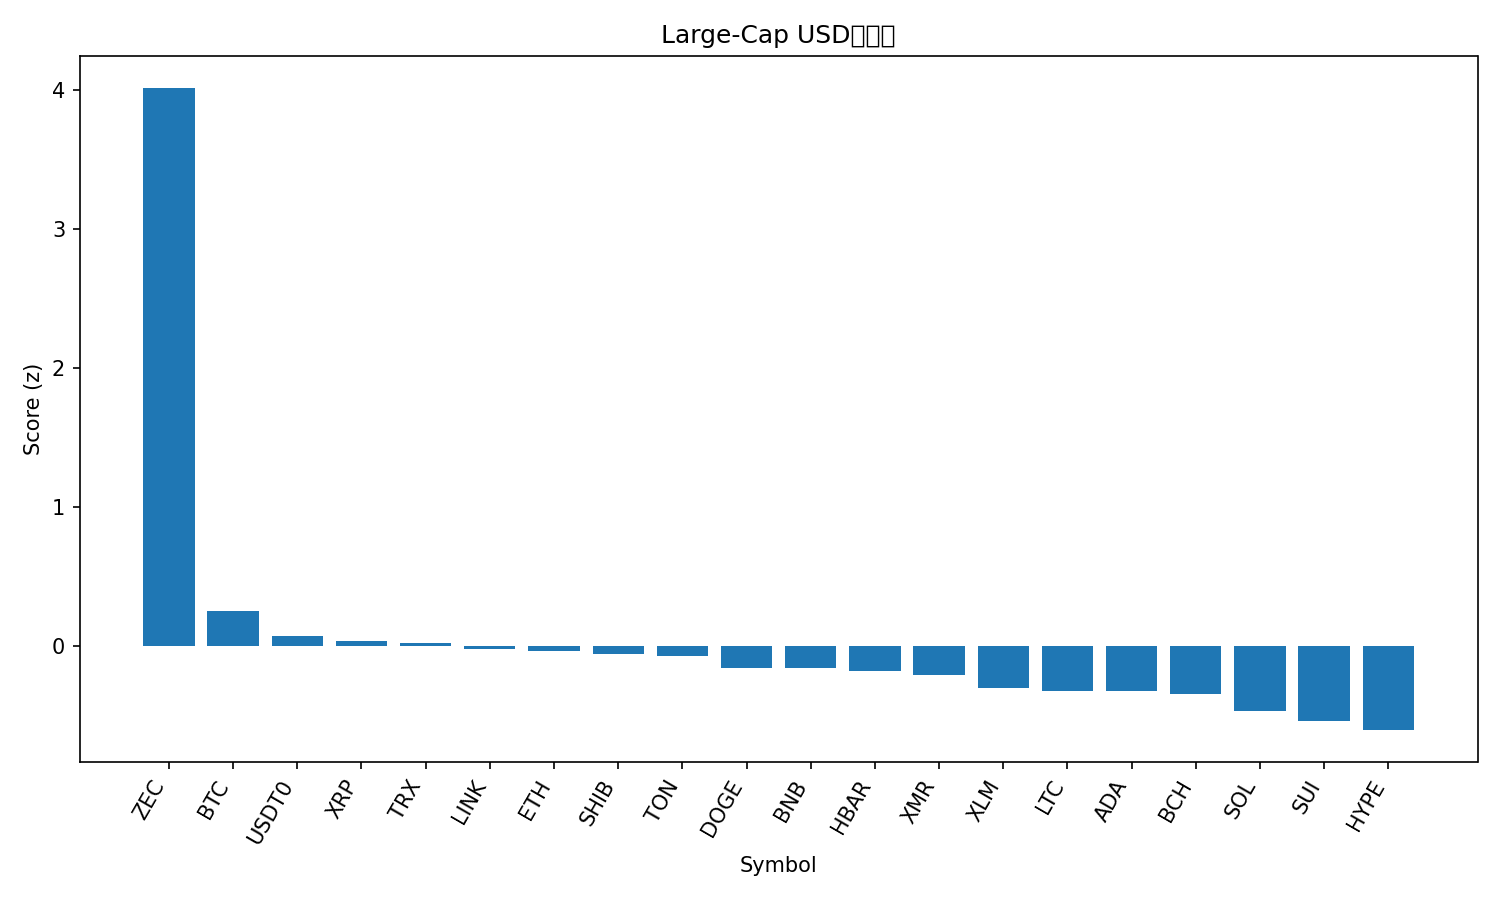 Large-Cap USD
4
3
2
1
0
Score (z)
ZEC
BTC
USDT0
XRP
TRX
LINK
ETH
SHIB
TON
DOGE
BNB
HBAR
XMR
XLM
LTC
ADA
BCH
SOL
SUI
HYPE
Symbol